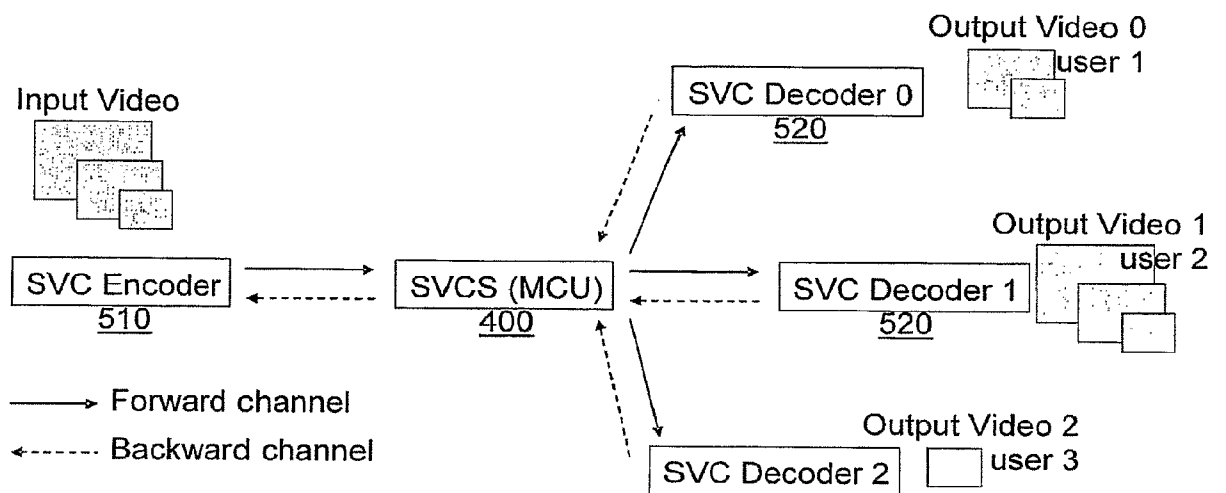 Input Video
SVC Encoder
510
SVCS (MCU)
400
Output Video 0
user 1
SVC Decoder 0
520
Output Video 1
user 2
SVC Decoder 1
520
Output Video 2
user 3
SVC Decoder 2
Forward channel
Backward channel